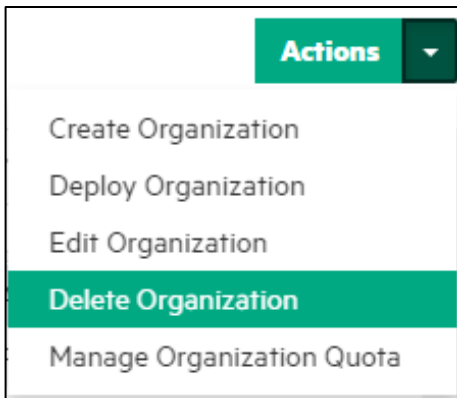 Actions
Create Organization
Deploy Organization
Edit Organization
Delete Organization
Manage Organization Quota